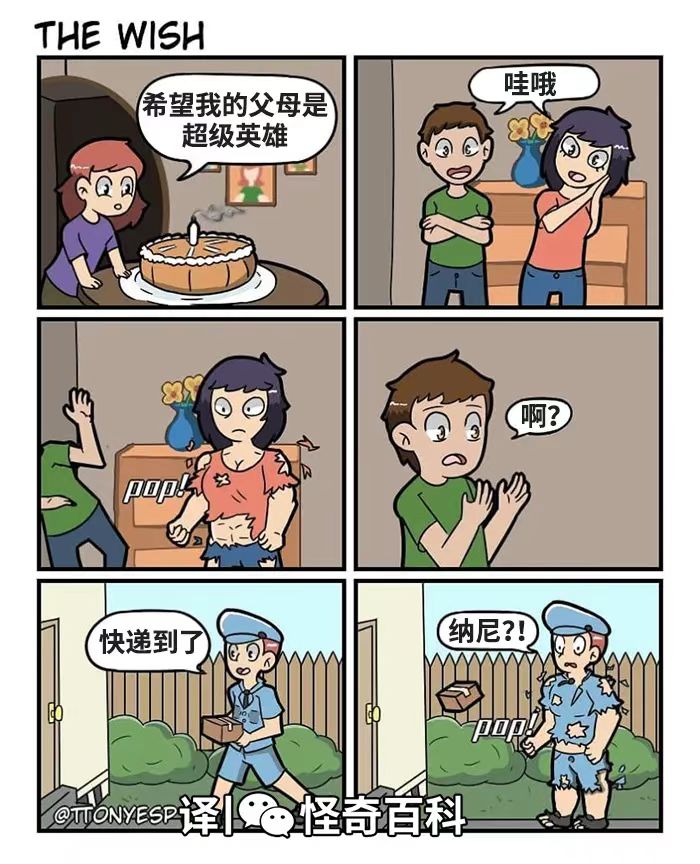 THE WISH
希望我的父母是
超级英雄
哇哦
pop!
啊?
快递到了
纳尼?!
pop!
@TTONYESP
译|怪奇百科